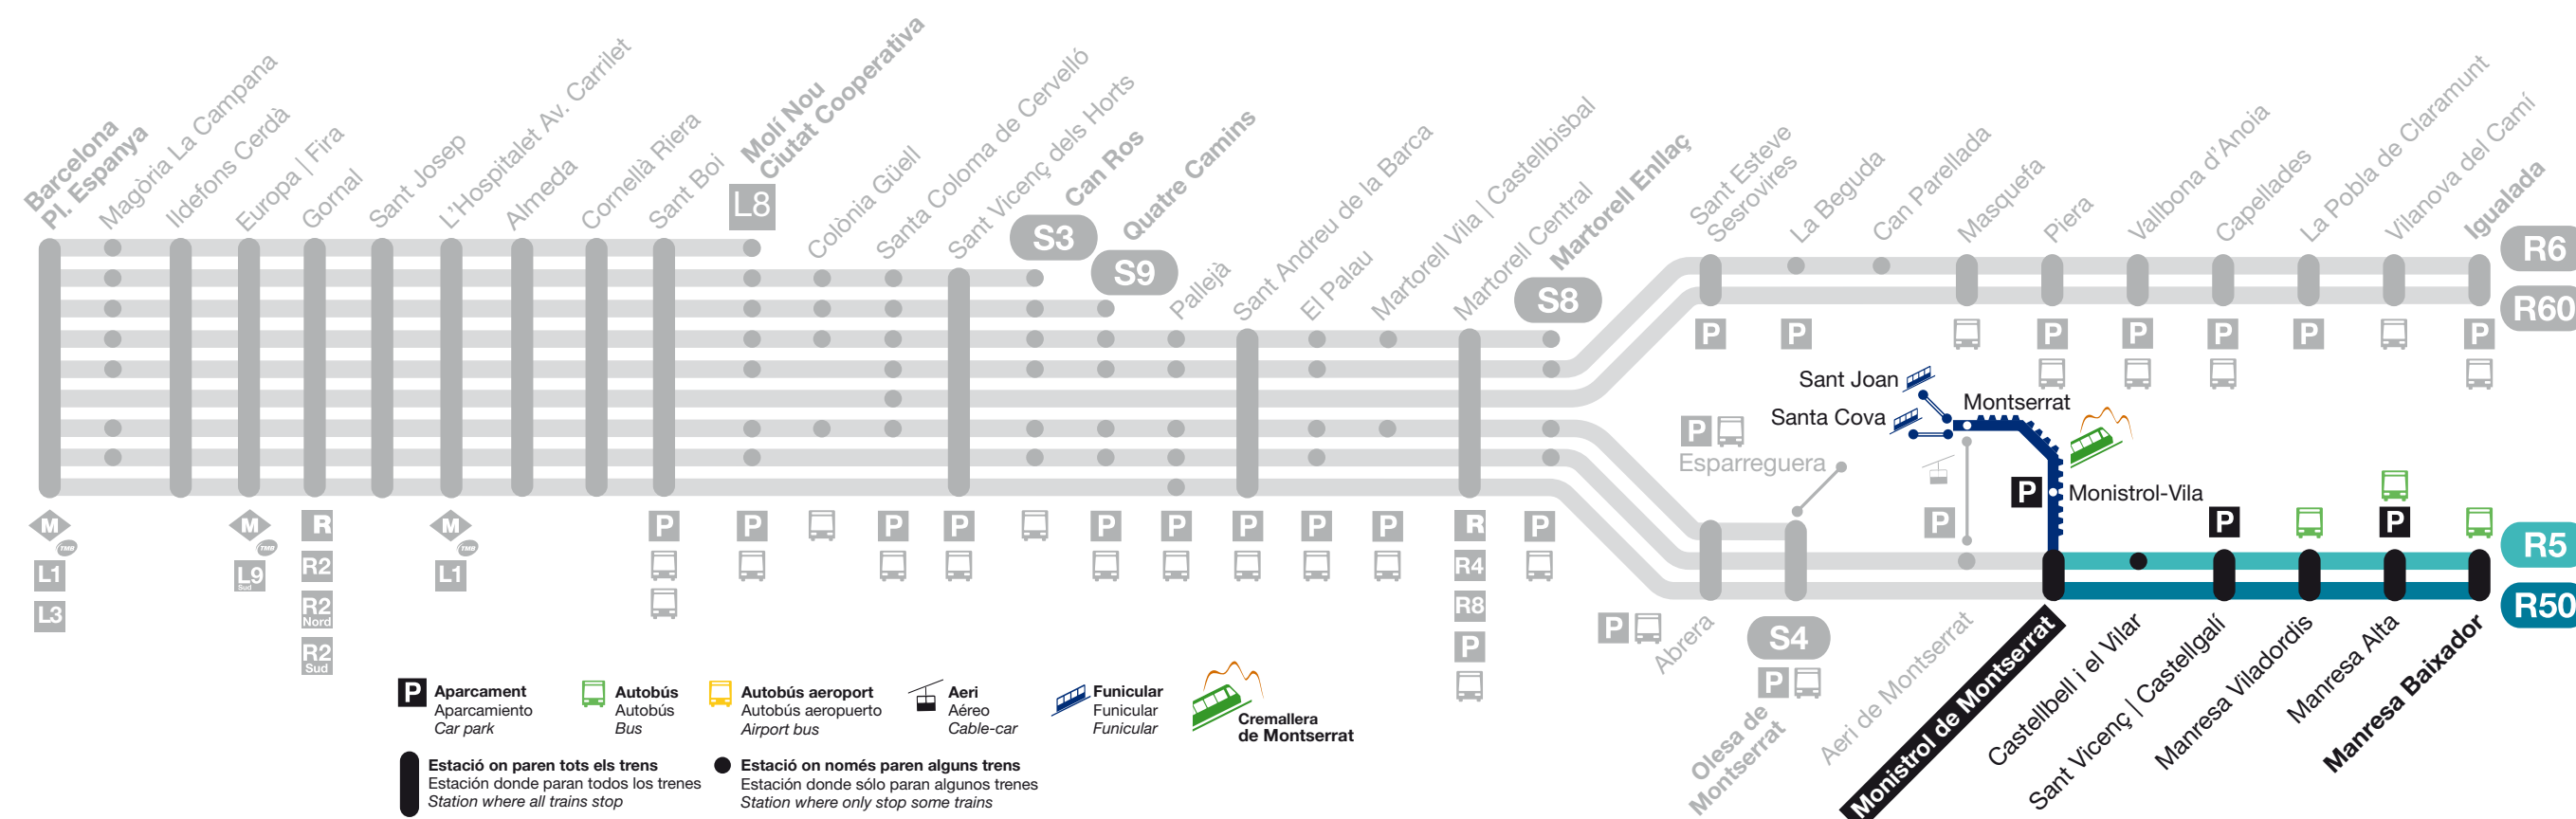 Barcelona
Pl. Espanya
Magòria La Campana
Ildefons Cerdà
Europa | Fira
Gornal
Sant Josep
L'Hospitalet Av. Carrilet
Almeda
Cornellà Riera
Sant Boi
Molí Nou
Ciutat Cooperativa
L8
Colònia Güell
Santa Coloma de Cervelló
Sant Vicenç dels Horts
Can Ros
S3
Quatre Camins
S9
Pallejà
Sant Andreu de la Barca
El Palau
Martorell Vila | Castellbisbal
Martorell Central
Martorell Enllaç
S8
Sant Esteve
Sesrovires
La Beguda
Can Parellada
Masquefa
Piera
Vallbona d'Anoia
Capellades
La Pobla de Claramunt
Vilanova del Camí
Igualada
R6
R60
P
P
P
P
P
P
P
Sant Joan
Santa Cova
Montserrat
P
Esparreguera
P
Monistrol-Vila
P
P
P
R5
R50
M
TMB
L1
L3
M
TMB
L9
Sud
R
R2
R2
Nord
R2
Sud
M
TMB
L1
P
P
P
P
P
P
P
P
P
R
R4
R8
P
P
P
Abrera
S4
P
Olesa de
Montserrat
Aeri de Montserrat
Monistrol de Montserrat
Castellbell i el Vilar
Sant Vicenç | Castellgalí
Manresa Viladordis
Manresa Alta
Manresa Baixador
P
Aparcament
Aparcamiento
Car park
Autobús
Autobús
Bus
Autobús aeroport
Autobús aeropuerto
Airport bus
Aeri
Aéreo
Cable-car
Funicular
Funicular
Funicular
Cremallera
de Montserrat
Estació on paren tots els trens
Estación donde paran todos los trenes
Station where all trains stop
Estació on només paren alguns trens
Estación donde sólo paran algunos trenes
Station where only stop some trains